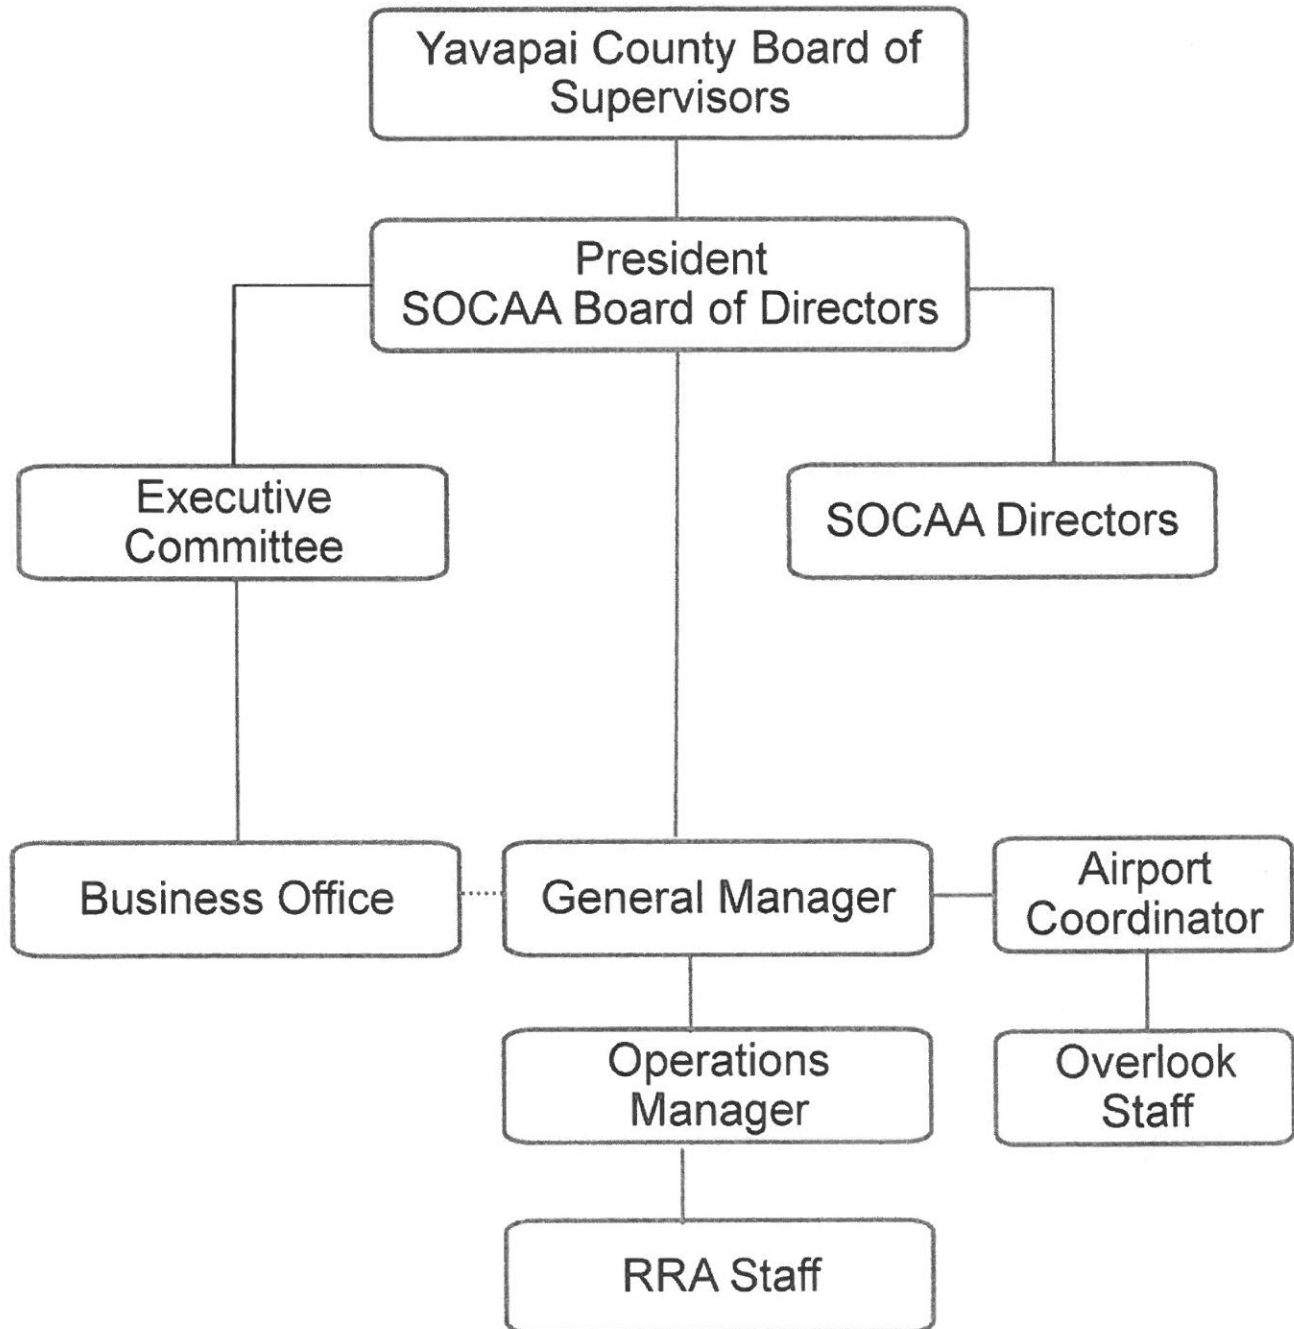 Yavapai County Board of
Supervisors
President
SOCAA Board of Directors
Executive
Committee
SOCAA Directors
Business Office
General Manager
Airport
Coordinator
Operations
Manager
Overlook
Staff
RRA Staff